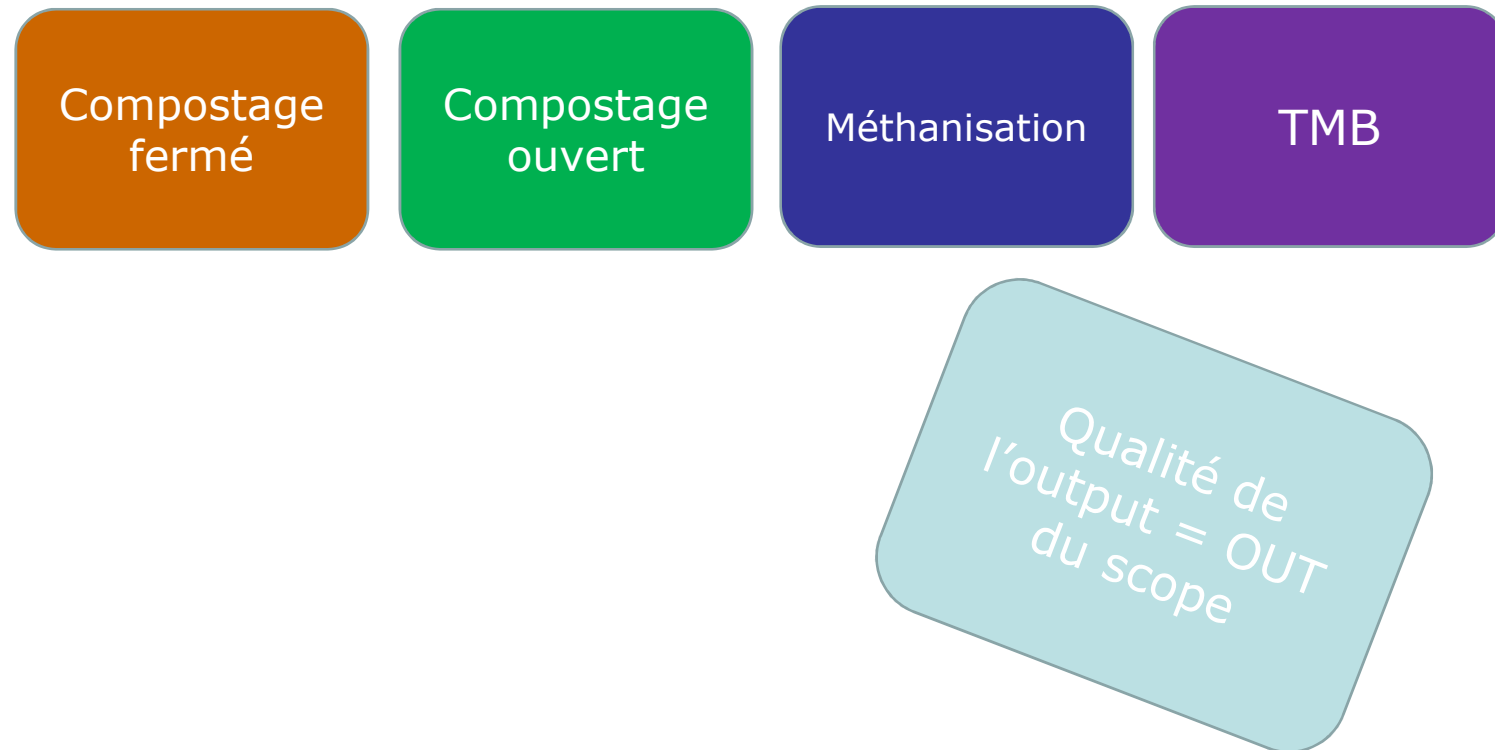 Compostage
fermé
Compostage
ouvert
Méthanisation
TMB
Qualité de
l’output = OUT
du scope